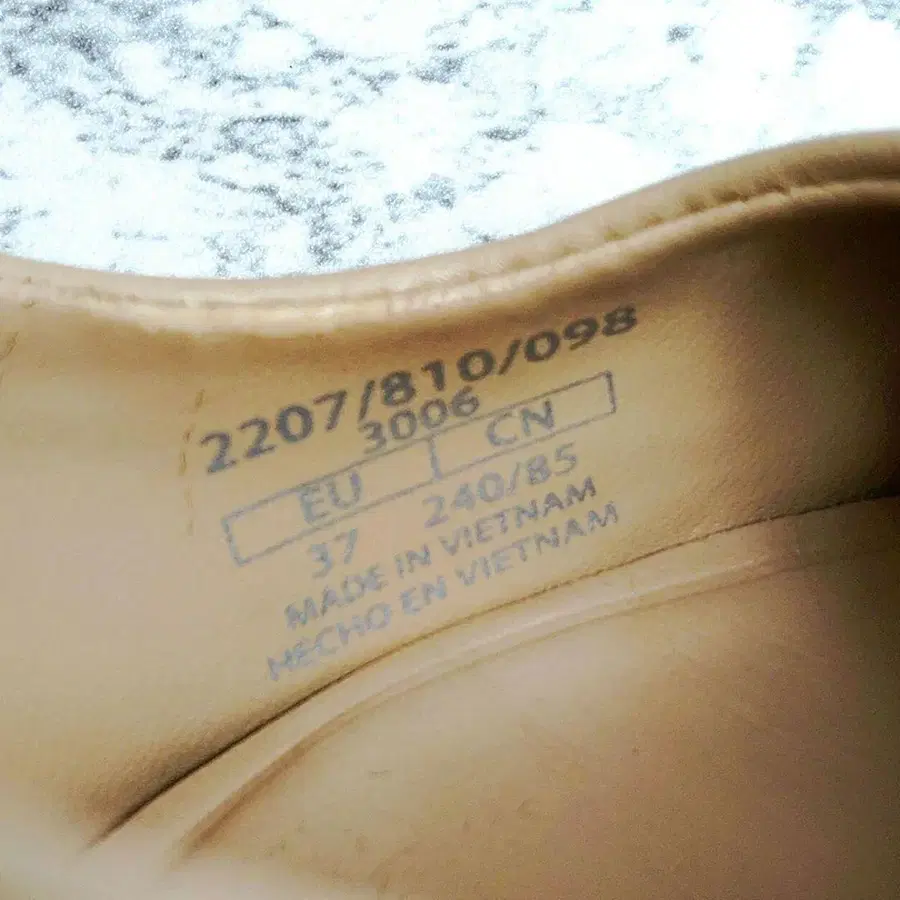 2207/810/098
3006
EU CN
37 240/85
MADE IN VIETNAM
HECHO EN VIETNAM